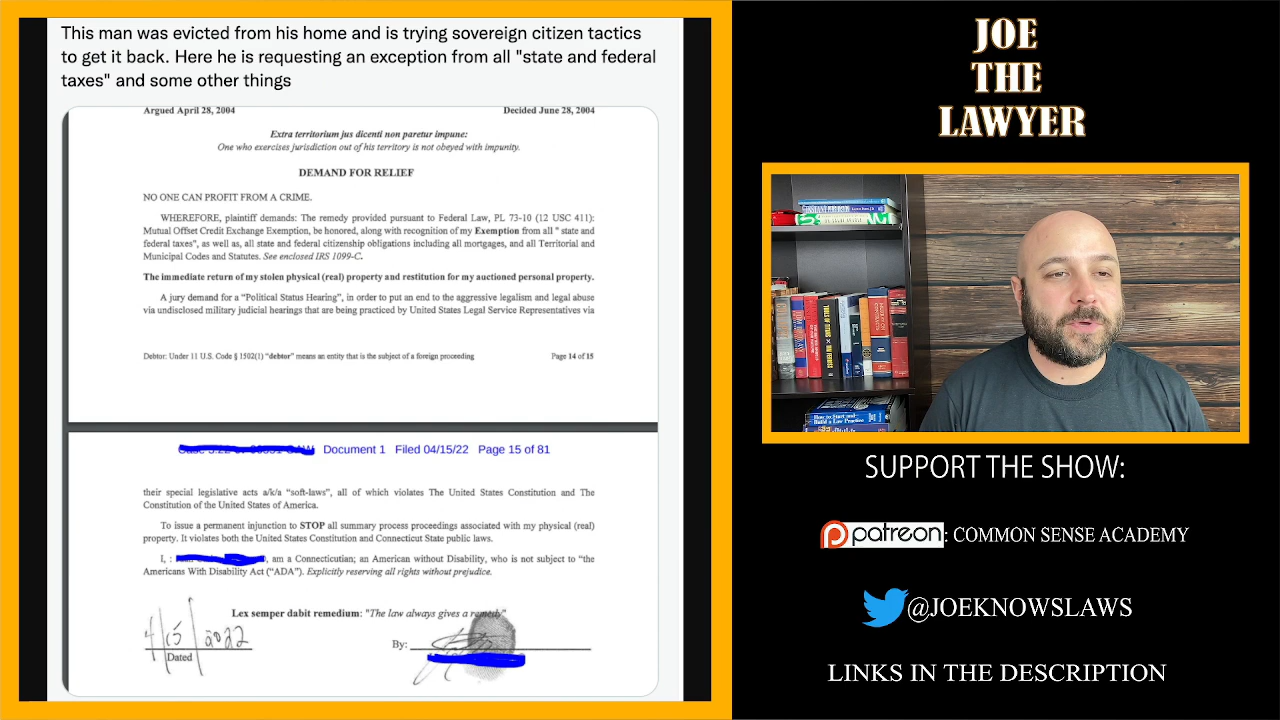 This man was evicted from his home and is trying sovereign citizen tactics
to get it back. Here he is requesting an exception from all "state and federal
taxes" and some other things
Argued April 28, 2004 Decided June 28, 2004
Extra territorium jus dicenti non paretur impune:
One who exercises jurisdiction out of his territory is not obeyed with impunity.
DEMAND FOR RELIEF
NO ONE CAN PROFIT FROM A CRIME.
WHEREFORE, plaintiff demands: The remedy provided pursuant to Federal Law, PL 73-10 (12 USC 411):
Mutual Offset Credit Exchange Exemption, be honored, along with recognition of my Exemption from all " state and
federal taxes", as well as, all state and federal citizenship obligations including all mortgages, and all Territorial and
Municipal Codes and Statutes. See enclosed IRS 1099-C.
The immediate return of my stolen physical (real) property and restitution for my auctioned personal property.
A jury demand for a "Political Status Hearing", in order to put an end to the aggressive legalism and legal abuse
via undisclosed military judicial hearings that are being practiced by United States Legal Service Representatives via
Debtor: Under 11 U.S. Code § 1502(1) "debtor" means an entity that is the subject of a foreign proceeding Page 14 of 15
Document 1 Filed 04/15/22 Page 15 of 81
their special legislative acts a/k/a "soft-laws", all of which violates The United States Constitution and The
Constitution of the United States of America.
To issue a permanent injunction to STOP all summary process proceedings associated with my physical (real)
property. It violates both the United States Constitution and Connecticut State public laws.
I, : , am a Connecticutian; an American without Disability, who is not subject to "the
Americans With Disability Act ("ADA"). Explicitly reserving all rights without prejudice.
Lex semper dabit remedium: "The law always gives a remedy"
4/15/2022
Dated
By:
JOE
THE
LAWYER
How to Start and
Build a Law Practice
SUPPORT THE SHOW:
patreon: COMMON SENSE ACADEMY
@JOEKNOWSLAWS
LINKS IN THE DESCRIPTION